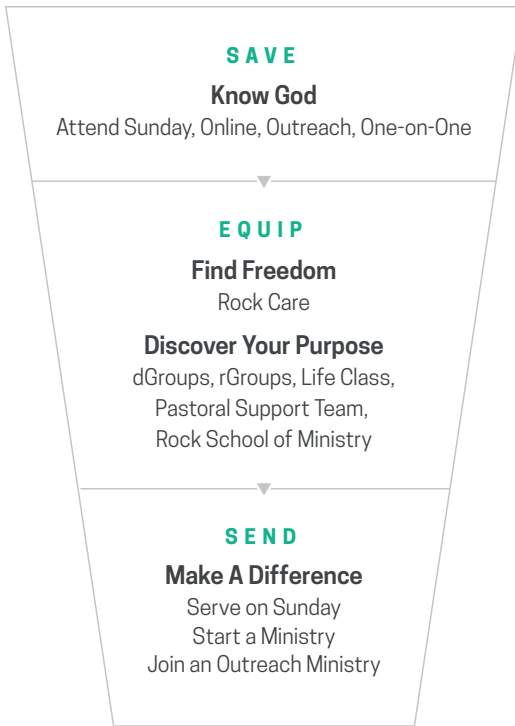 SAVE
Know God
Attend Sunday, Online, Outreach, One-on-One
EQUIP
Find Freedom
Rock Care
Discover Your Purpose
dGroups, rGroups, Life Class,
Pastoral Support Team,
Rock School of Ministry
SEND
Make A Difference
Serve on Sunday
Start a Ministry
Join an Outreach Ministry